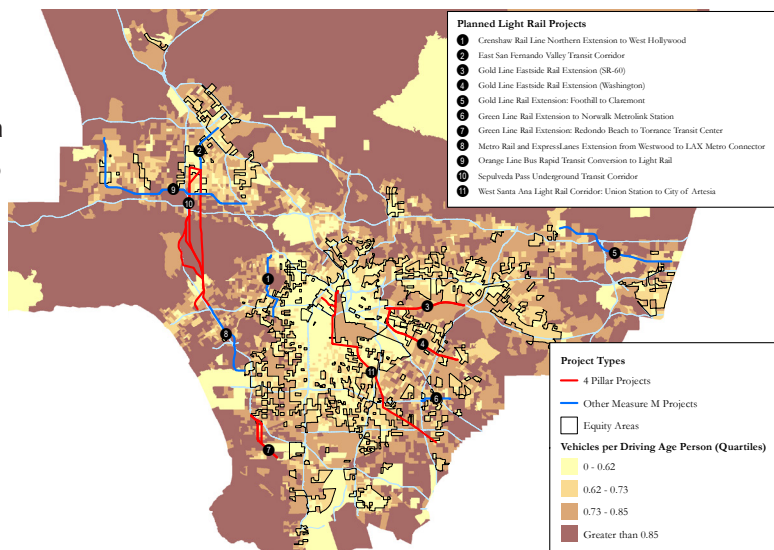 Planned Light Rail Projects
1 Crenshaw Rail Line Northern Extension to West Hollywood
2 East San Fernando Valley Transit Corridor
3 Gold Line Eastside Rail Extension (SR-60)
4 Gold Line Eastside Rail Extension (Washington)
5 Gold Line Rail Extension: Foothill to Claremont
6 Green Line Rail Extension to Norwalk Metrolink Station
7 Green Line Rail Extension: Redondo Beach to Torrance Transit Center
8 Metro Rail and ExpressLanes Extension from Westwood to LAX Metro Connector
9 Orange Line Bus Rapid Transit Conversion to Light Rail
10 Sepulveda Pass Underground Transit Corridor
11 West Santa Ana Light Rail Corridor: Union Station to City of Artesia
2
9
10
1
5
3
8
4
11
6
7
Project Types
4 Pillar Projects
Other Measure M Projects
Equity Areas
Vehicles per Driving Age Person (Quartiles)
0 - 0.62
0.62 - 0.73
0.73 - 0.85
Greater than 0.85